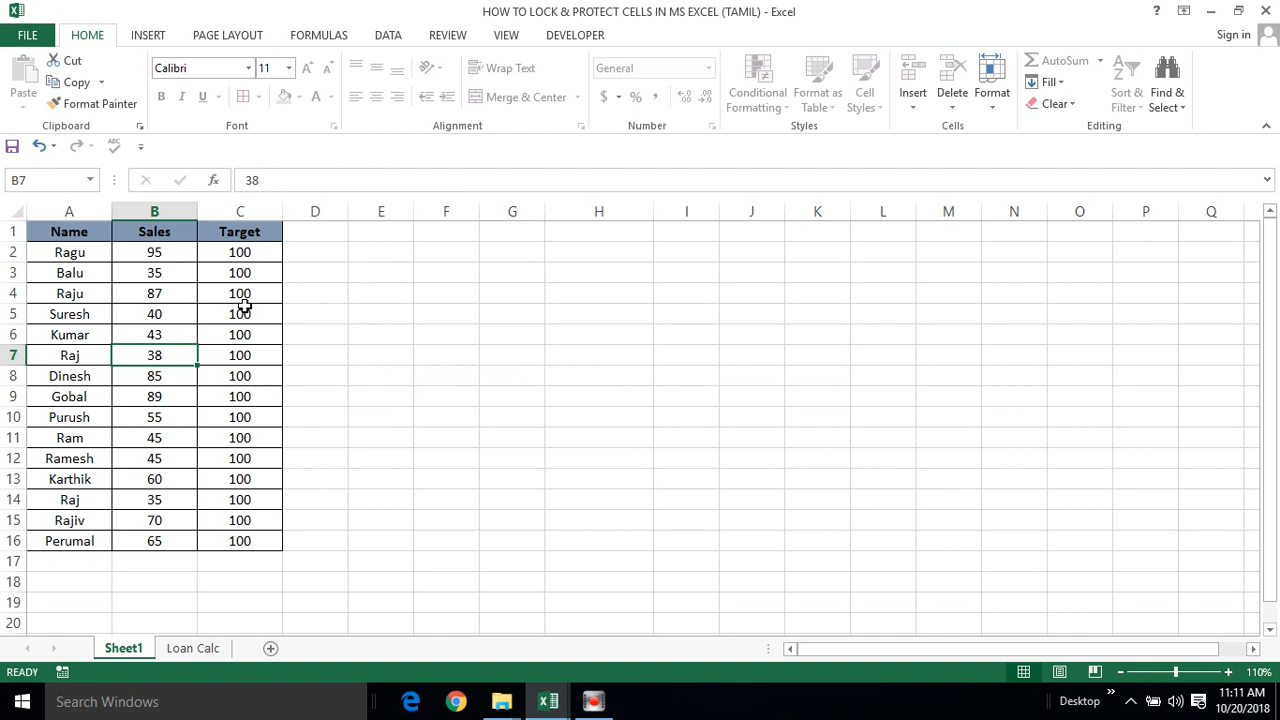 HOW TO LOCK & PROTECT CELLS IN MS EXCEL (TAMIL) - Excel
?
FILE HOME INSERT PAGE LAYOUT FORMULAS DATA REVIEW VIEW DEVELOPER Sign in
Paste
Cut
Copy
Format Painter
Clipboard
Calibri 11
A A
B I U A
Font
Wrap Text
Merge & Center
Alignment
General
$ % ,
Number
Conditional Formatting
Format as Table
Cell Styles
Styles
Insert
Delete
Format
Cells
AutoSum
Fill
Clear
Sort & Filter
Find & Select
Editing
B7 fx 38
A B C D E F G H I J K L M N O P Q
1 Name Sales Target
2 Ragu 95 100
3 Balu 35 100
4 Raju 87 100
5 Suresh 40 100
6 Kumar 43 100
7 Raj 38 100
8 Dinesh 85 100
9 Gobal 89 100
10 Purush 55 100
11 Ram 45 100
12 Ramesh 45 100
13 Karthik 60 100
14 Raj 35 100
15 Rajiv 70 100
16 Perumal 65 100
17
18
19
20
Sheet1 Loan Calc
READY 110%
Search Windows
Desktop
11:11 AM
10/20/2018